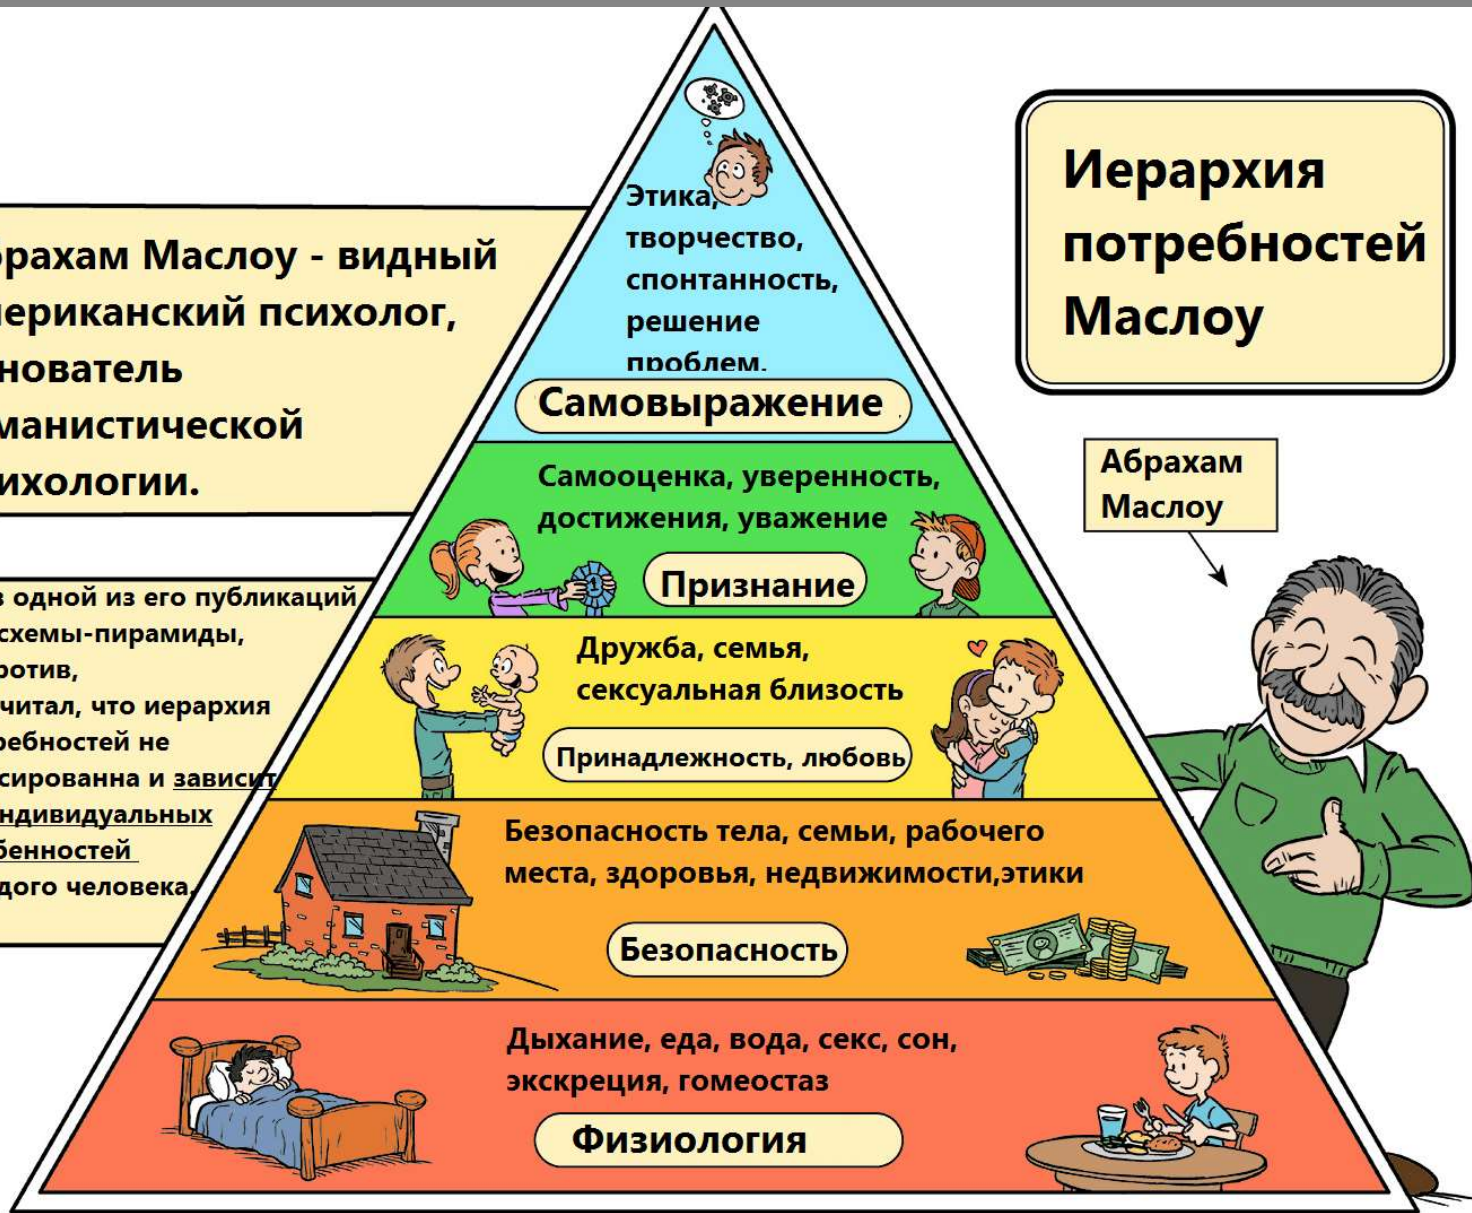 Иерархия
потребностей
Маслоу
брахам Маслоу - видный
ериканский психолог,
нователь
манистической
ихологии.
в одной из его публикаций
схемы-пирамиды,
ротив,
читал, что иерархия
ребностей не
сированна и зависит
ндивидуальных
бенностей
дого человека.
Этика,
творчество,
спонтанность,
решение
проблем.
Самовыражение
Самооценка, уверенность,
достижения, уважение
Признание
Дружба, семья,
сексуальная близость
Принадлежность, любовь
Безопасность тела, семьи, рабочего
места, здоровья, недвижимости,этики
Безопасность
Дыхание, еда, вода, секс, сон,
экскреция, гомеостаз
Физиология
Абрахам
Маслоу
1